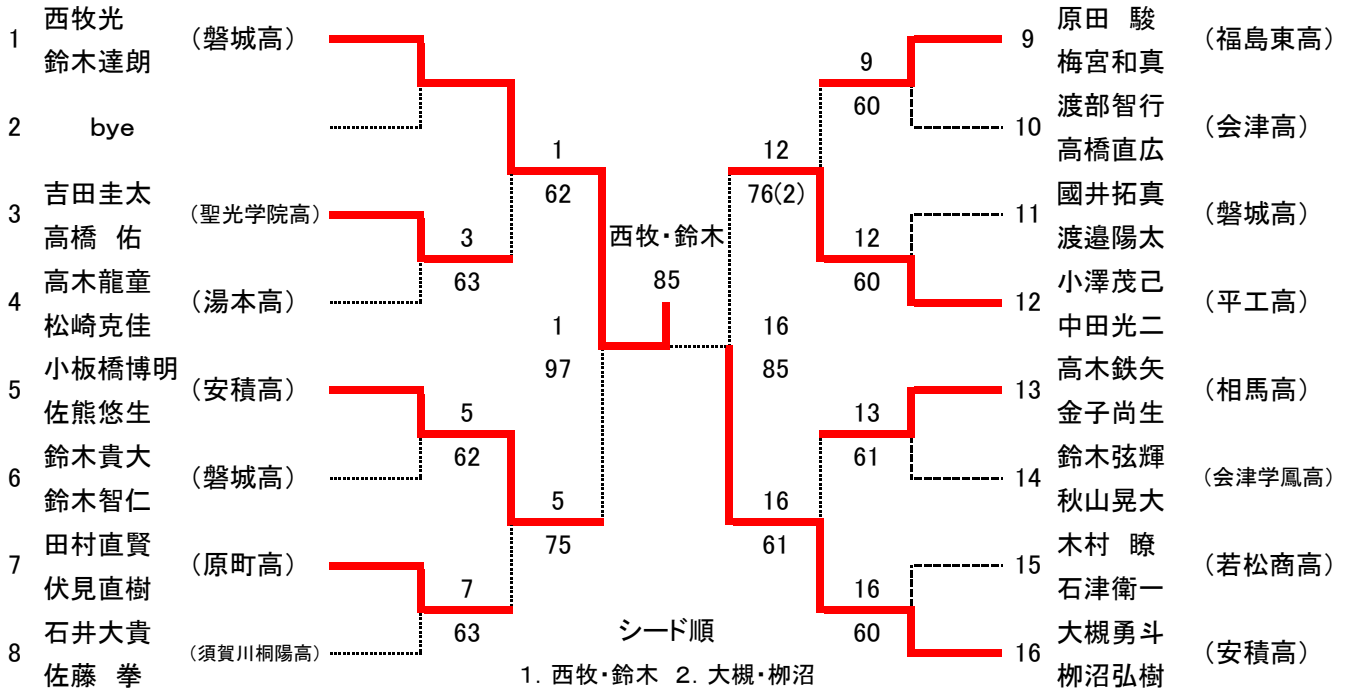 1 西牧光 鈴木達朗 (磐城高)
2 bye
3 吉田圭太 高橋 佑 (聖光学院高)
4 高木龍童 松崎克佳 (湯本高)
5 小板橋博明 佐熊悠生 (安積高)
6 鈴木貴大 鈴木智仁 (磐城高)
7 田村直賢 伏見直樹 (原町高)
8 石井大貴 佐藤 拳 (須賀川桐陽高)
3
63
5
62
7
63
1
62
5
75
1
97
西牧・鈴木
85
16
85
12
76(2)
16
61
9
60
12
60
13
61
16
60
9 原田 駿 梅宮和真 (福島東高)
10 渡部智行 高橋直広 (会津高)
11 國井拓真 渡邉陽太 (磐城高)
12 小澤茂己 中田光二 (平工高)
13 高木鉄矢 金子尚生 (相馬高)
14 鈴木弦輝 秋山晃大 (会津学鳳高)
15 木村 瞭 石津衛一 (若松商高)
16 大槻勇斗 栁沼弘樹 (安積高)
シード順
1. 西牧・鈴木 2. 大槻・栁沼